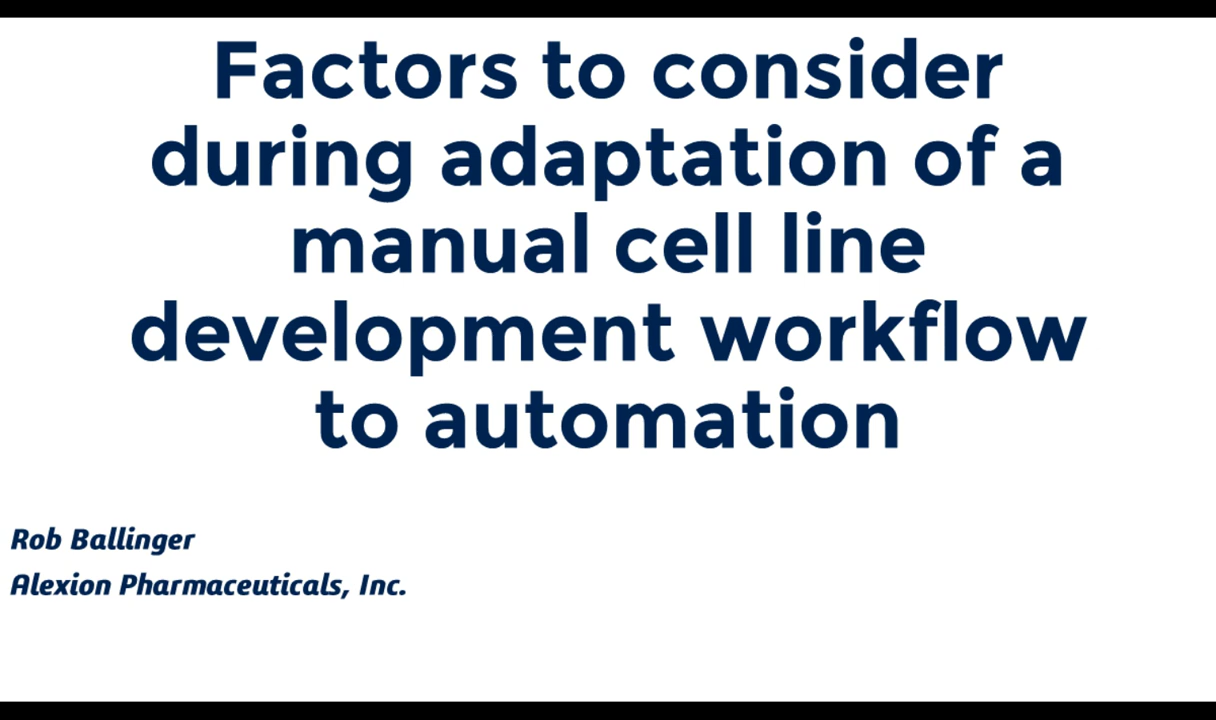 Factors to consider
during adaptation of a
manual cell line
development workflow
to automation
Rob Ballinger
Alexion Pharmaceuticals, Inc.